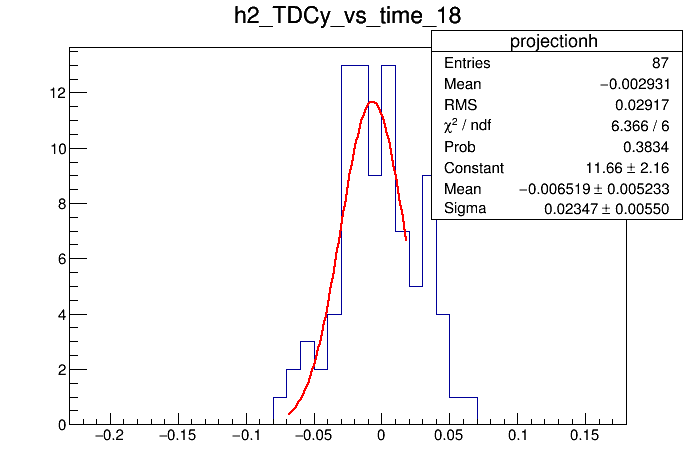 h2_TDCy_vs_time_18
projectionh
Entries 87
Mean −0.002931
RMS 0.02917
χ² / ndf 6.366 / 6
Prob 0.3834
Constant 11.66 ± 2.16
Mean −0.006519 ± 0.005233
Sigma 0.02347 ± 0.00550
12
10
8
6
4
2
0
−0.2 −0.15 −0.1 −0.05 0 0.05 0.1 0.15